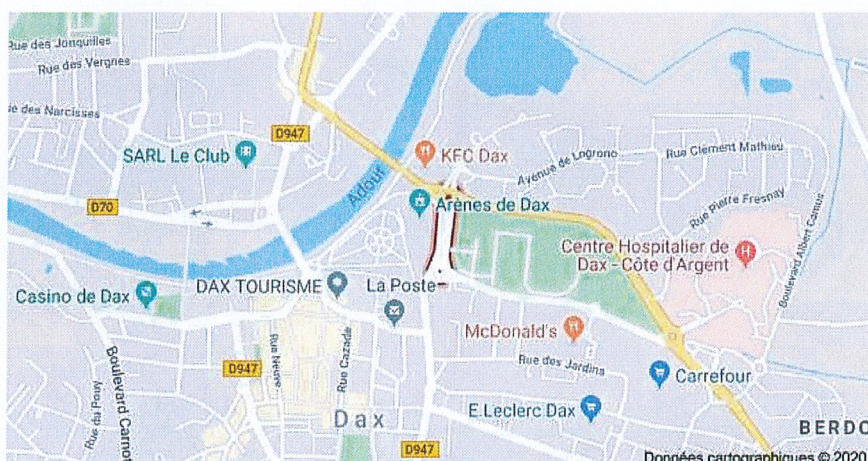 Rue des Jonquilles
Rue des Vergnes
ue des Narcisses
D947
SARL Le Club
KFC Dax
Avenue de Logrono
Rue Clement Mathieu
Adour
D70
Arènes de Dax
Rue Pierre Fresnay
Centre Hospitalier de
Dax - Côte d'Argent
Boulevard Albert Camus
DAX TOURISME
La Poste
Casino de Dax
McDonald's
Rue des Jardins
Rue Neuve
Rue Cazade
D947
Carrefour
Boulevard Carnot
Rue du Pouy
E.Leclerc Dax
Dax
BERDO
D947
Données cartographiques © 2020